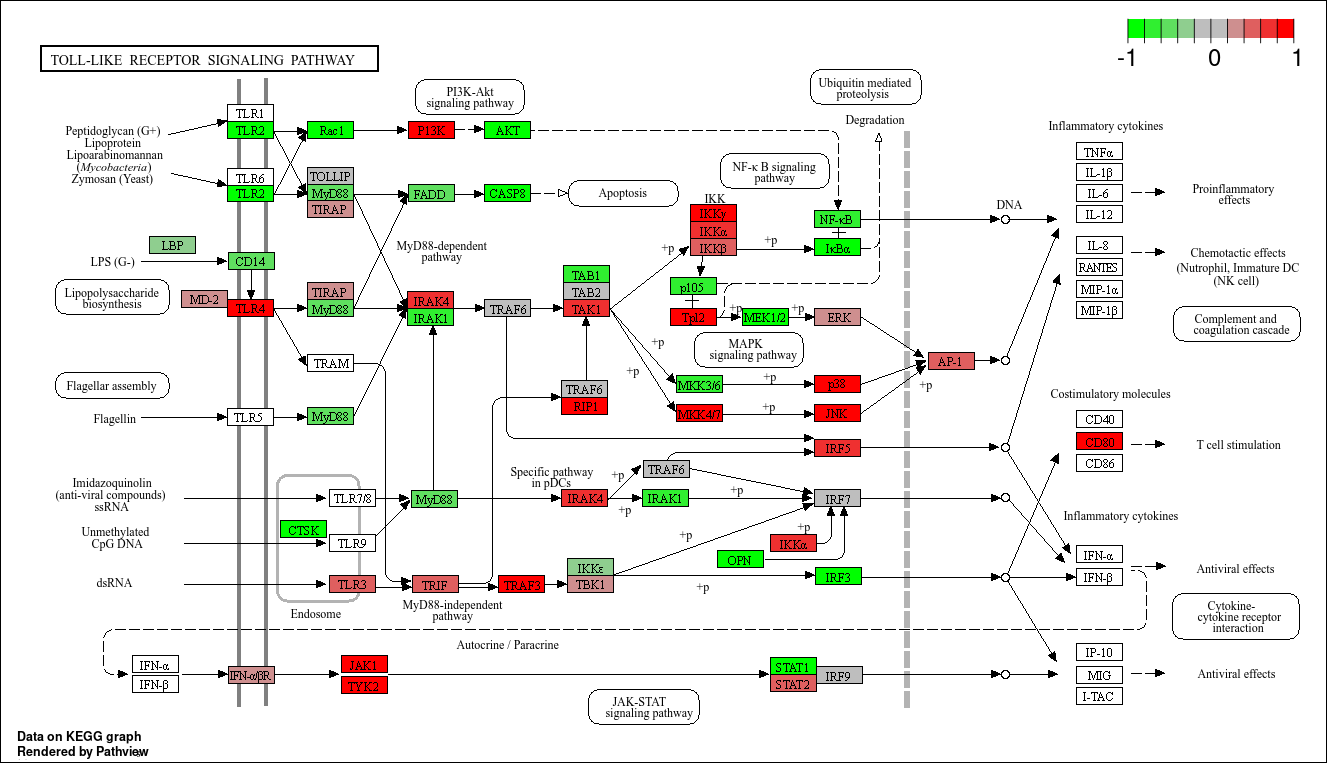 -1 0 1
TOLL-LIKE RECEPTOR SIGNALING PATHWAY
PI3K-Akt
signaling pathway
Ubiquitin mediated
proteolysis
Degradation
Inflammatory cytokines
TLR1
Peptidoglycan (G+)
Lipoprotein
Lipoarabinomannan
(Mycobacteria)
Zymosan (Yeast)
TLR2
Rac1
PI3K
AKT
TNFα
IL-1β
IL-6
IL-12
Proinflammatory
effects
NF-κ B signaling
pathway
TLR6
TLR2
TOLLIP
MyD88
TIRAP
FADD
CASP8
Apoptosis
IKK
IKKγ
IKKα
IKKβ
+p
+p
NF-κB
IκBα
DNA
LBP
LPS (G-)
CD14
MyD88-dependent
pathway
IL-8
RANTES
MIP-1α
MIP-1β
Chemotactic effects
(Nutrophil, Immature DC
(NK cell)
Lipopolysaccharide
biosynthesis
MD-2
TLR4
TIRAP
MyD88
IRAK4
IRAK1
TRAF6
TAB1
TAB2
TAK1
p105
Tpl2
+p
MEK1/2
+p
ERK
Complement and
coagulation cascade
MAPK
signaling pathway
+p
+p
TRAM
AP-1
+p
Flagellar assembly
Flagellin
TLR5
MyD88
TRAF6
RIP1
MKK3/6
+p
p38
MKK4/7
+p
JNK
Costimulatory molecules
CD40
CD80
CD86
T cell stimulation
IRF5
Imidazoquinolin
(anti-viral compounds)
ssRNA
TLR7/8
MyD88
Specific pathway
in pDCs
IRAK4
+p
+p
TRAF6
IRAK1
+p
IRF7
Unmethylated
CpG DNA
CTSK
TLR9
+p
+p
IKKα
OPN
Inflammatory cytokines
IFN-α
IFN-β
Antiviral effects
dsRNA
TLR3
TRIF
TRAF3
IKKε
TBK1
+p
IRF3
Endosome
MyD88-independent
pathway
Cytokine-
cytokine receptor
interaction
Autocrine / Paracrine
IFN-α
IFN-β
IFN-αβR
JAK1
TYK2
STAT1
STAT2
IRF9
IP-10
MIG
I-TAC
Antiviral effects
JAK-STAT
signaling pathway
Data on KEGG graph
Rendered by Pathview